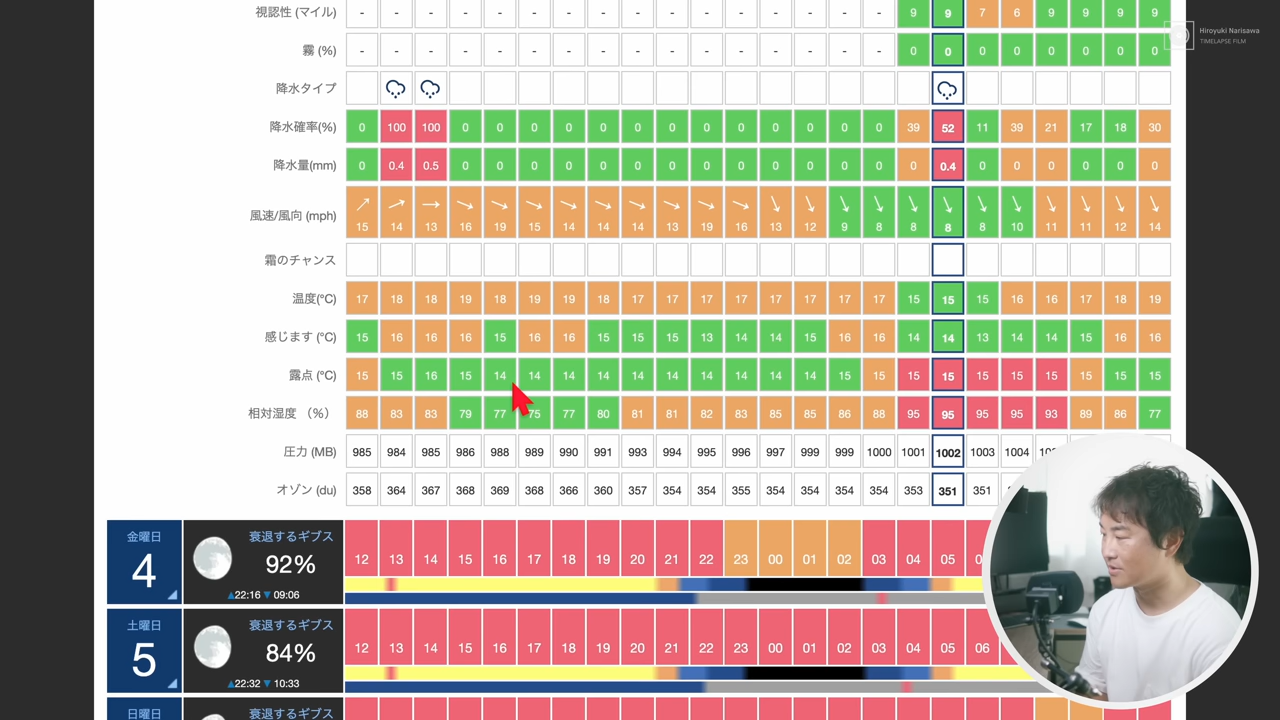 視認性 (マイル) - - - - - - - - - - - - - - - - 9 9 7 6 9 9 9 9
Hiroyuki Narisawa
TIMELAPSE FILM
霧 (%) - - - - - - - - - - - - - - - - 0 0 0 0 0 0 0 0
降水タイプ
降水確率(%) 0 100 100 0 0 0 0 0 0 0 0 0 0 0 0 0 39 52 11 39 21 17 18 30
降水量(mm) 0 0.4 0.5 0 0 0 0 0 0 0 0 0 0 0 0 0 0 0.4 0 0 0 0 0 0
風速/風向 (mph) 15 14 13 16 19 15 14 14 14 13 19 16 13 12 9 8 8 8 8 10 11 11 12 14
霜のチャンス
温度(°C) 17 18 18 19 18 19 19 18 17 17 17 17 17 17 17 17 15 15 15 16 16 17 18 19
感じます (°C) 15 16 16 16 15 16 16 15 15 15 13 14 14 15 16 16 14 14 13 14 14 15 16 16
露点 (°C) 15 15 16 15 14 14 14 14 14 14 14 14 14 14 15 15 15 15 15 15 15 15 15 15
相対湿度 （%） 88 83 83 79 77 75 77 80 81 81 82 83 85 85 86 88 95 95 95 95 93 89 86 77
圧力 (MB) 985 984 985 986 988 989 990 991 993 994 995 996 997 999 999 1000 1001 1002 1003 1004
オゾン (du) 358 364 367 368 369 368 366 360 357 354 354 355 354 354 354 354 353 351 351
金曜日
4
衰退するギブス
92%
▲22:16 ▼ 09:06
12 13 14 15 16 17 18 19 20 21 22 23 00 01 02 03 04 05
土曜日
5
衰退するギブス
84%
▲22:32 ▼ 10:33
12 13 14 15 16 17 18 19 20 21 22 23 00 01 02 03 04 05 06
日曜日
衰退するギブス